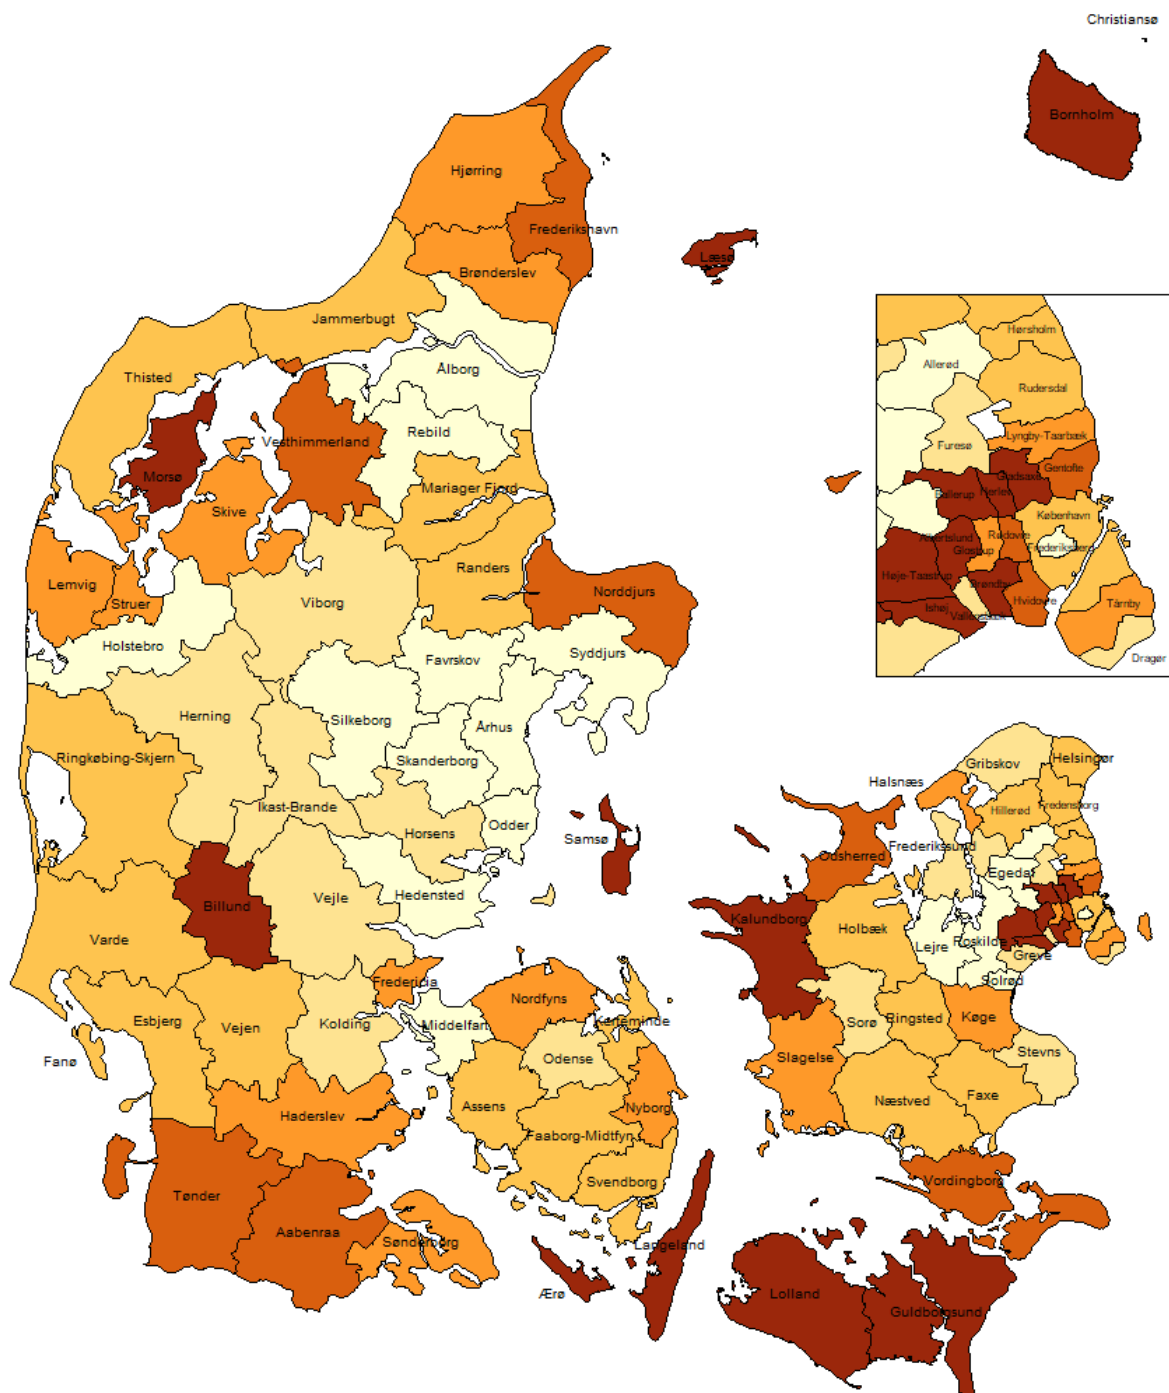 Christiansø
Bornholm
Hjørring
Frederikshavn
Læsø
Brønderslev
Jammerbugt
Hørsholm
Ålborg
Allerød
Thisted
Rudersdal
Rebild
Vesthimmerland
Lyngby-Taarbæk
Furesø
Gentofte
Morsø
Gladsaxe
Mariager Fjord
Ballerup
Herlev
Skive
København
Albertslund
Rødovre
Frederiksberg
Glostrup
Randers
Høje-Taastrup
Lemvig
Norddjurs
Brøndby
Viborg
Hvidovre
Tårnby
Struer
Ishøj
Vallensbæk
Holstebro
Favrskov
Syddjurs
Dragør
Herning
Silkeborg
Århus
Ringkøbing-Skjern
Skanderborg
Gribskov
Helsingør
Halsnæs
Ikast-Brande
Hillerød
Fredensborg
Odder
Horsens
Samsø
Frederikssund
Odsherred
Egedal
Hedensted
Vejle
Billund
Kalundborg
Holbæk
Varde
Lejre
Roskilde
Greve
Fredericia
Solrød
Nordfyns
Esbjerg
Kolding
Middelfart
Kerteminde
Vejen
Sorø
Ringsted
Køge
Stevns
Odense
Slagelse
Fanø
Faxe
Næstved
Assens
Nyborg
Haderslev
Faaborg-Midtfyn
Svendborg
Vordingborg
Tønder
Aabenraa
Sønderborg
Langeland
Ærø
Lolland
Guldborgsund